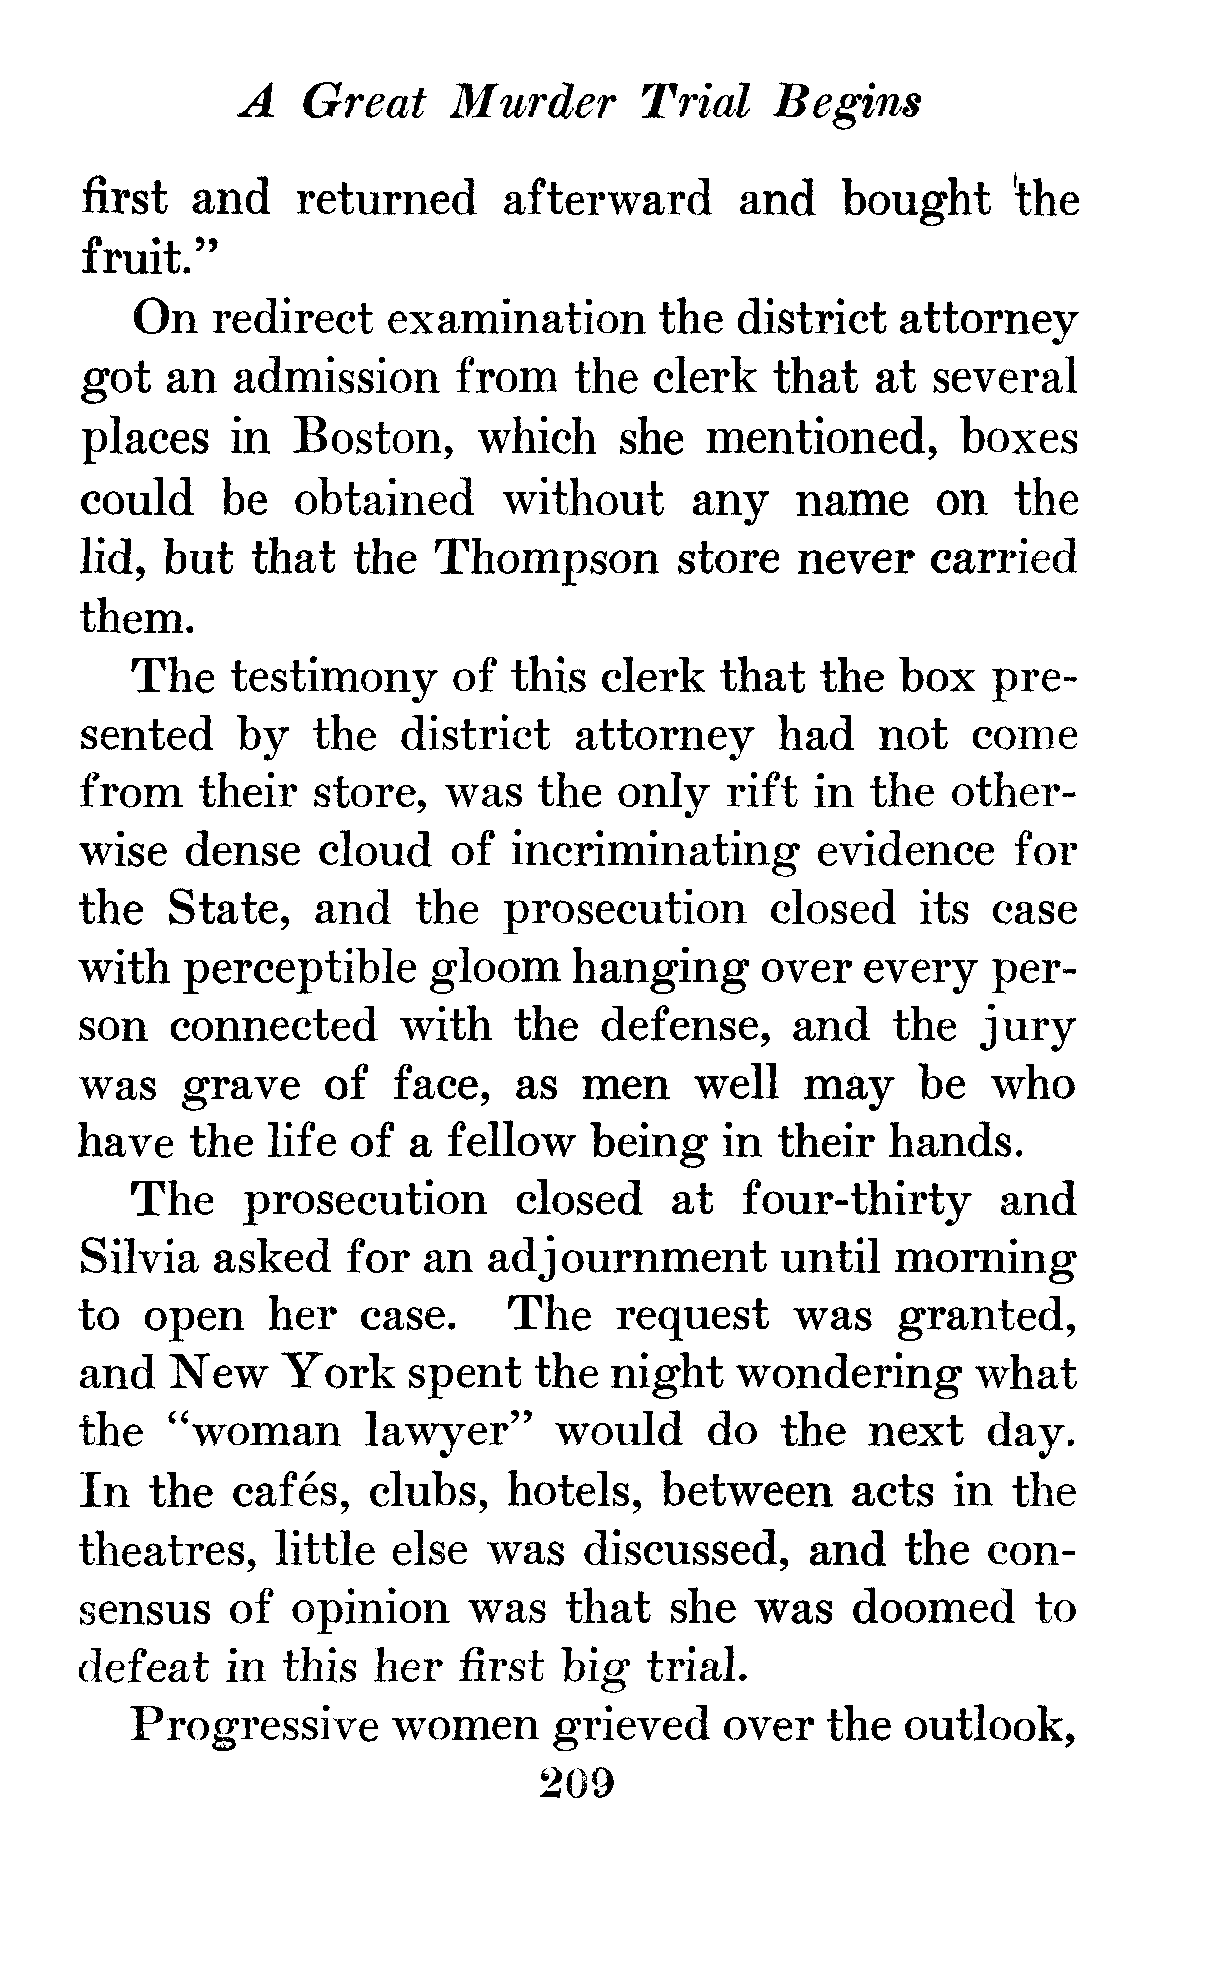 A Great Murder Trial Begins
first and returned afterward and bought the
fruit.”
On redirect examination the district attorney
got an admission from the clerk that at several
places in Boston, which she mentioned, boxes
could be obtained without any name on the
lid, but that the Thompson store never carried
them.
The testimony of this clerk that the box pre-
sented by the district attorney had not come
from their store, was the only rift in the other-
wise dense cloud of incriminating evidence for
the State, and the prosecution closed its case
with perceptible gloom hanging over every per-
son connected with the defense, and the jury
was grave of face, as men well may be who
have the life of a fellow being in their hands.
The prosecution closed at four-thirty and
Silvia asked for an adjournment until morning
to open her case. The request was granted,
and New York spent the night wondering what
the “woman lawyer” would do the next day.
In the cafés, clubs, hotels, between acts in the
theatres, little else was discussed, and the con-
sensus of opinion was that she was doomed to
defeat in this her first big trial.
Progressive women grieved over the outlook,
209